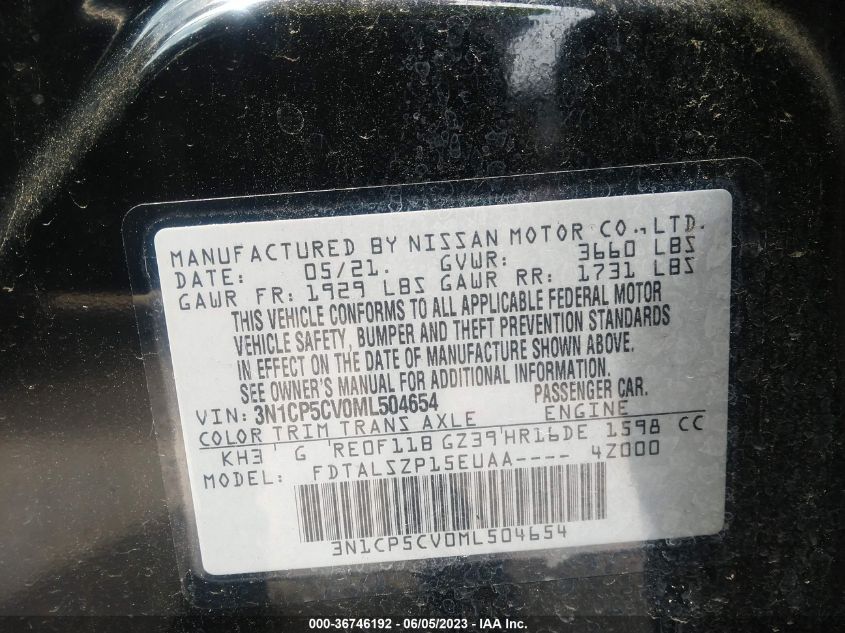 MANUFACTURED BY NISSAN MOTOR CO.,LTD.
DATE: 05/21. GVWR: 3660 LBS
GAWR FR: 1929 LBS GAWR RR: 1731 LBS
THIS VEHICLE CONFORMS TO ALL APPLICABLE FEDERAL MOTOR
VEHICLE SAFETY, BUMPER AND THEFT PREVENTION STANDARDS
IN EFFECT ON THE DATE OF MANUFACTURE SHOWN ABOVE.
SEE OWNER'S MANUAL FOR ADDITIONAL INFORMATION.
VIN: 3N1CP5CV0ML504654 PASSENGER CAR.
COLOR TRIM TRANS AXLE ENGINE
KH3 G RE0F11B GZ39 HR16DE 1598 CC
MODEL: FDTALSZP15EUAA---- 4Z000
3N1CP5CV0ML504654
000-36746192 - 06/05/2023 - IAA Inc.